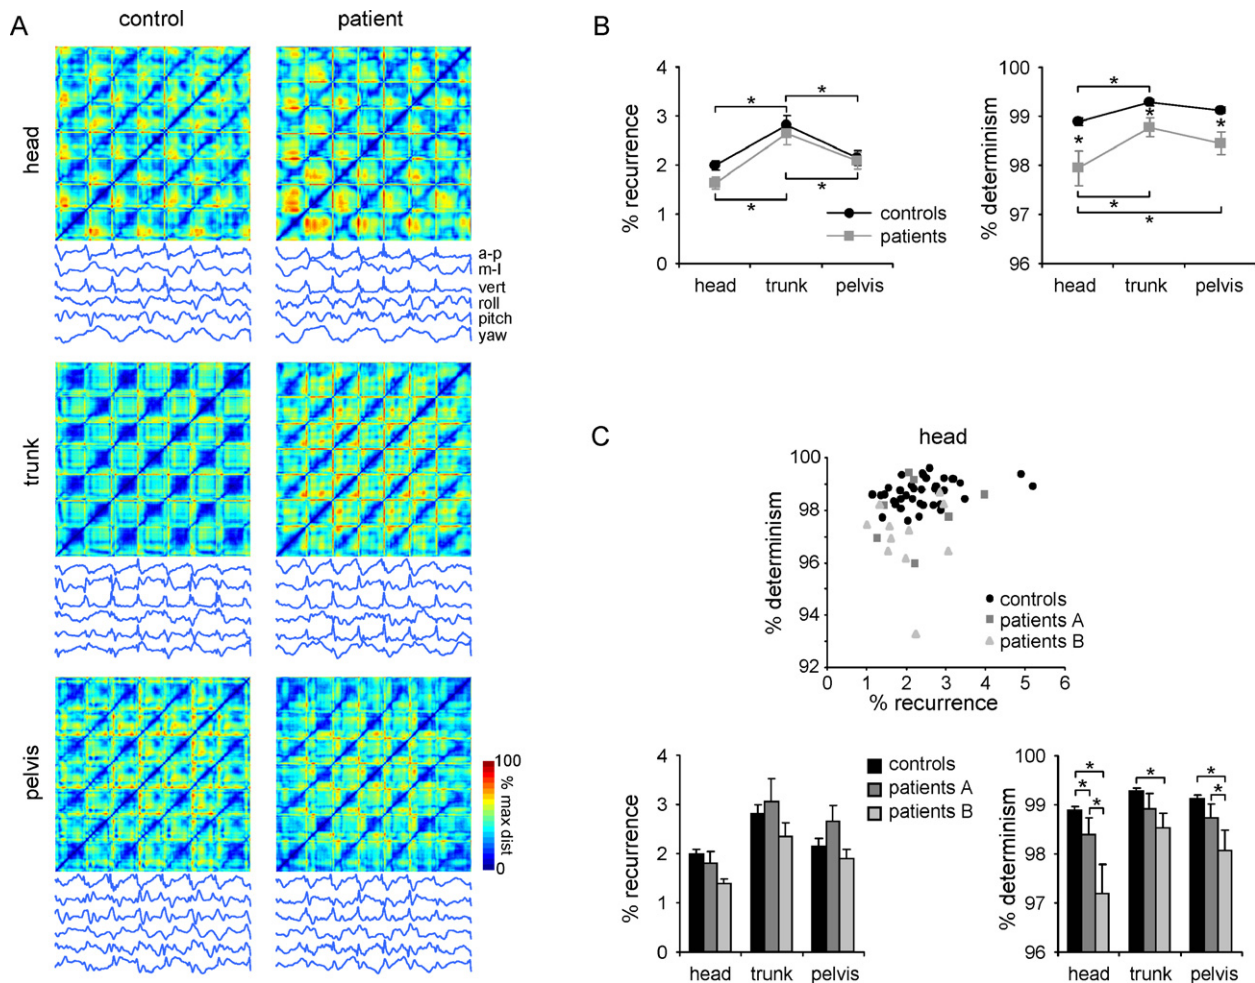 A
control
patient
head
a-p
m-l
vert
roll
pitch
yaw
trunk
pelvis
100
% max dist
0
B
4
3
2
1
0
% recurrence
* *
* *
controls
patients
head trunk pelvis
100
99
98
97
96
% determinism
*
* * *
*
*
head trunk pelvis
C
head
100
98
96
94
92
% determinism
controls
patients A
patients B
0 1 2 3 4 5 6
% recurrence
4
3
2
1
0
% recurrence
controls
patients A
patients B
head trunk pelvis
100
99
98
97
96
% determinism
* * *
* *
*
*
head trunk pelvis